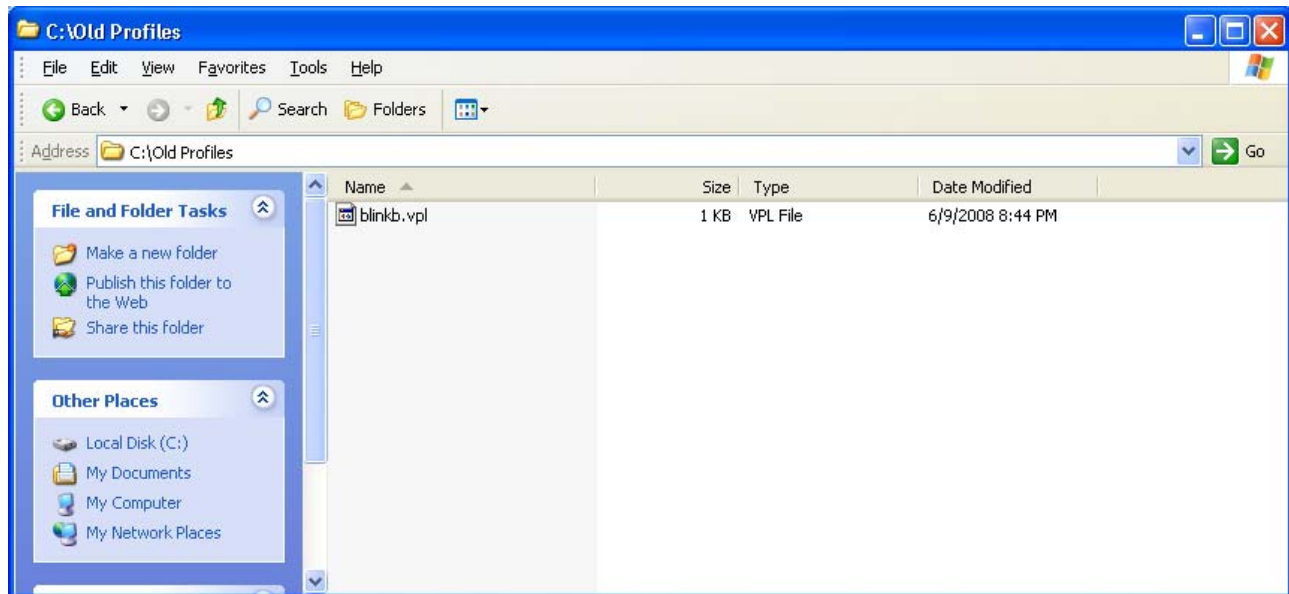 C:\Old Profiles
File Edit View Favorites Tools Help
Back Search Folders
Address C:\Old Profiles Go
Name Size Type Date Modified
blinkb.vpl 1 KB VPL File 6/9/2008 8:44 PM
File and Folder Tasks
Make a new folder
Publish this folder to
the Web
Share this folder
Other Places
Local Disk (C:)
My Documents
My Computer
My Network Places